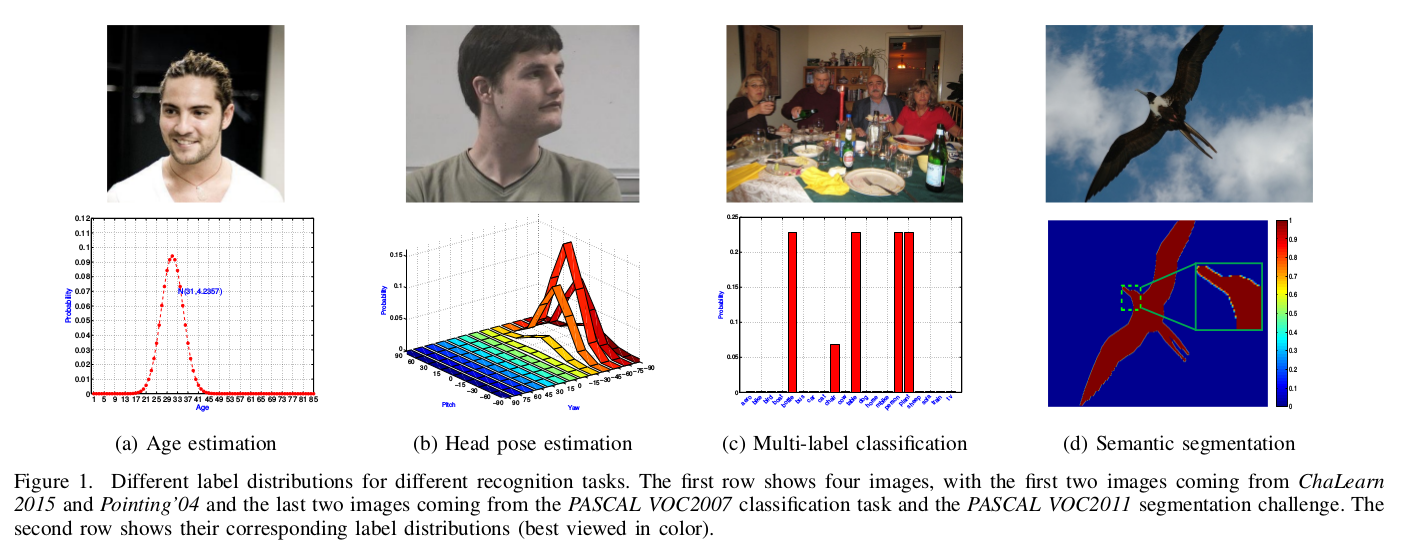 0.12
0.11
0.1
0.09
0.08
0.07
0.06
0.05
0.04
0.03
0.02
0.01
0
Probability
N(31,4.2357)
1 5 9 13 17 21 25 29 33 37 41 45 49 53 57 61 65 69 73 77 81 85
Age
0.15
0.1
0.05
0
Probability
90
60
30
15
0
−15
−30
−60
−90
Pitch
90 75 60 45 30 15 0 −15 −30 −45 −60 −75 −90
Yaw
0.25
0.2
0.15
0.1
0.05
0
Probability
aero bike bird boat bottle bus car cat chair cow table dog horse mbike person plant sheep sofa train tv
1
0.9
0.8
0.7
0.6
0.5
0.4
0.3
0.2
0.1
0
(a) Age estimation
(b) Head pose estimation
(c) Multi-label classification
(d) Semantic segmentation
Figure 1. Different label distributions for different recognition tasks. The first row shows four images, with the first two images coming from ChaLearn
2015 and Pointing'04 and the last two images coming from the PASCAL VOC2007 classification task and the PASCAL VOC2011 segmentation challenge. The
second row shows their corresponding label distributions (best viewed in color).